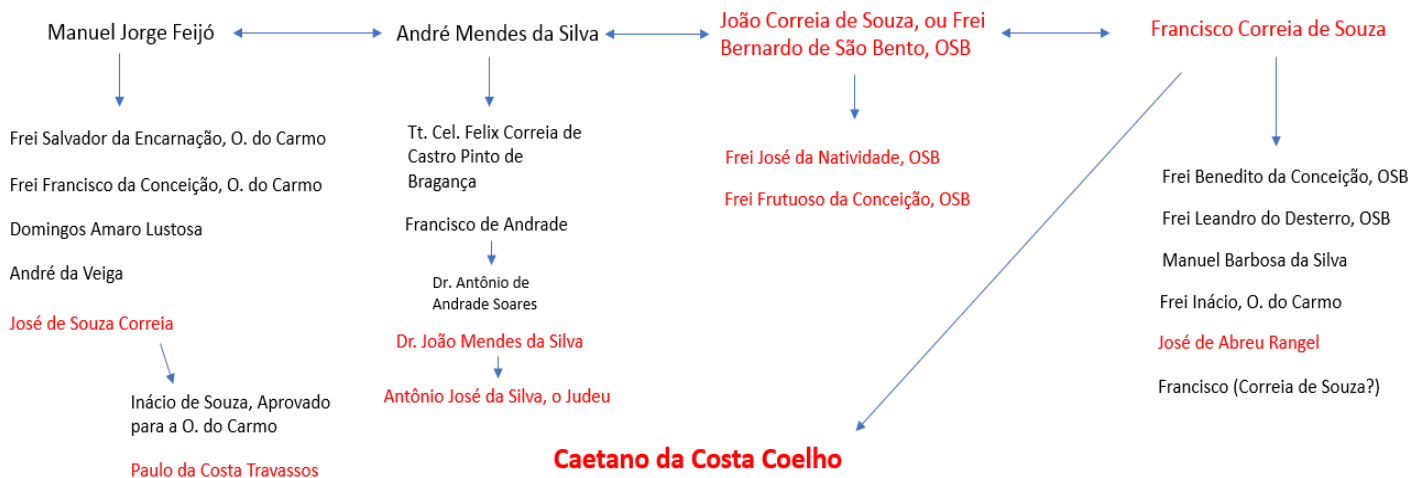 Manuel Jorge Feijó
André Mendes da Silva
João Correia de Souza, ou Frei
Bernardo de São Bento, OSB
Francisco Correia de Souza
Frei Salvador da Encarnação, O. do Carmo
Frei Francisco da Conceição, O. do Carmo
Domingos Amaro Lustosa
André da Veiga
José de Souza Correia
Inácio de Souza, Aprovado
para a O. do Carmo
Paulo da Costa Travassos
Tt. Cel. Felix Correia de
Castro Pinto de
Bragança
Francisco de Andrade
Dr. Antônio de
Andrade Soares
Dr. João Mendes da Silva
Antônio José da Silva, o Judeu
Frei José da Natividade, OSB
Frei Frutuoso da Conceição, OSB
Frei Benedito da Conceição, OSB
Frei Leandro do Desterro, OSB
Manuel Barbosa da Silva
Frei Inácio, O. do Carmo
José de Abreu Rangel
Francisco (Correia de Souza?)
Caetano da Costa Coelho